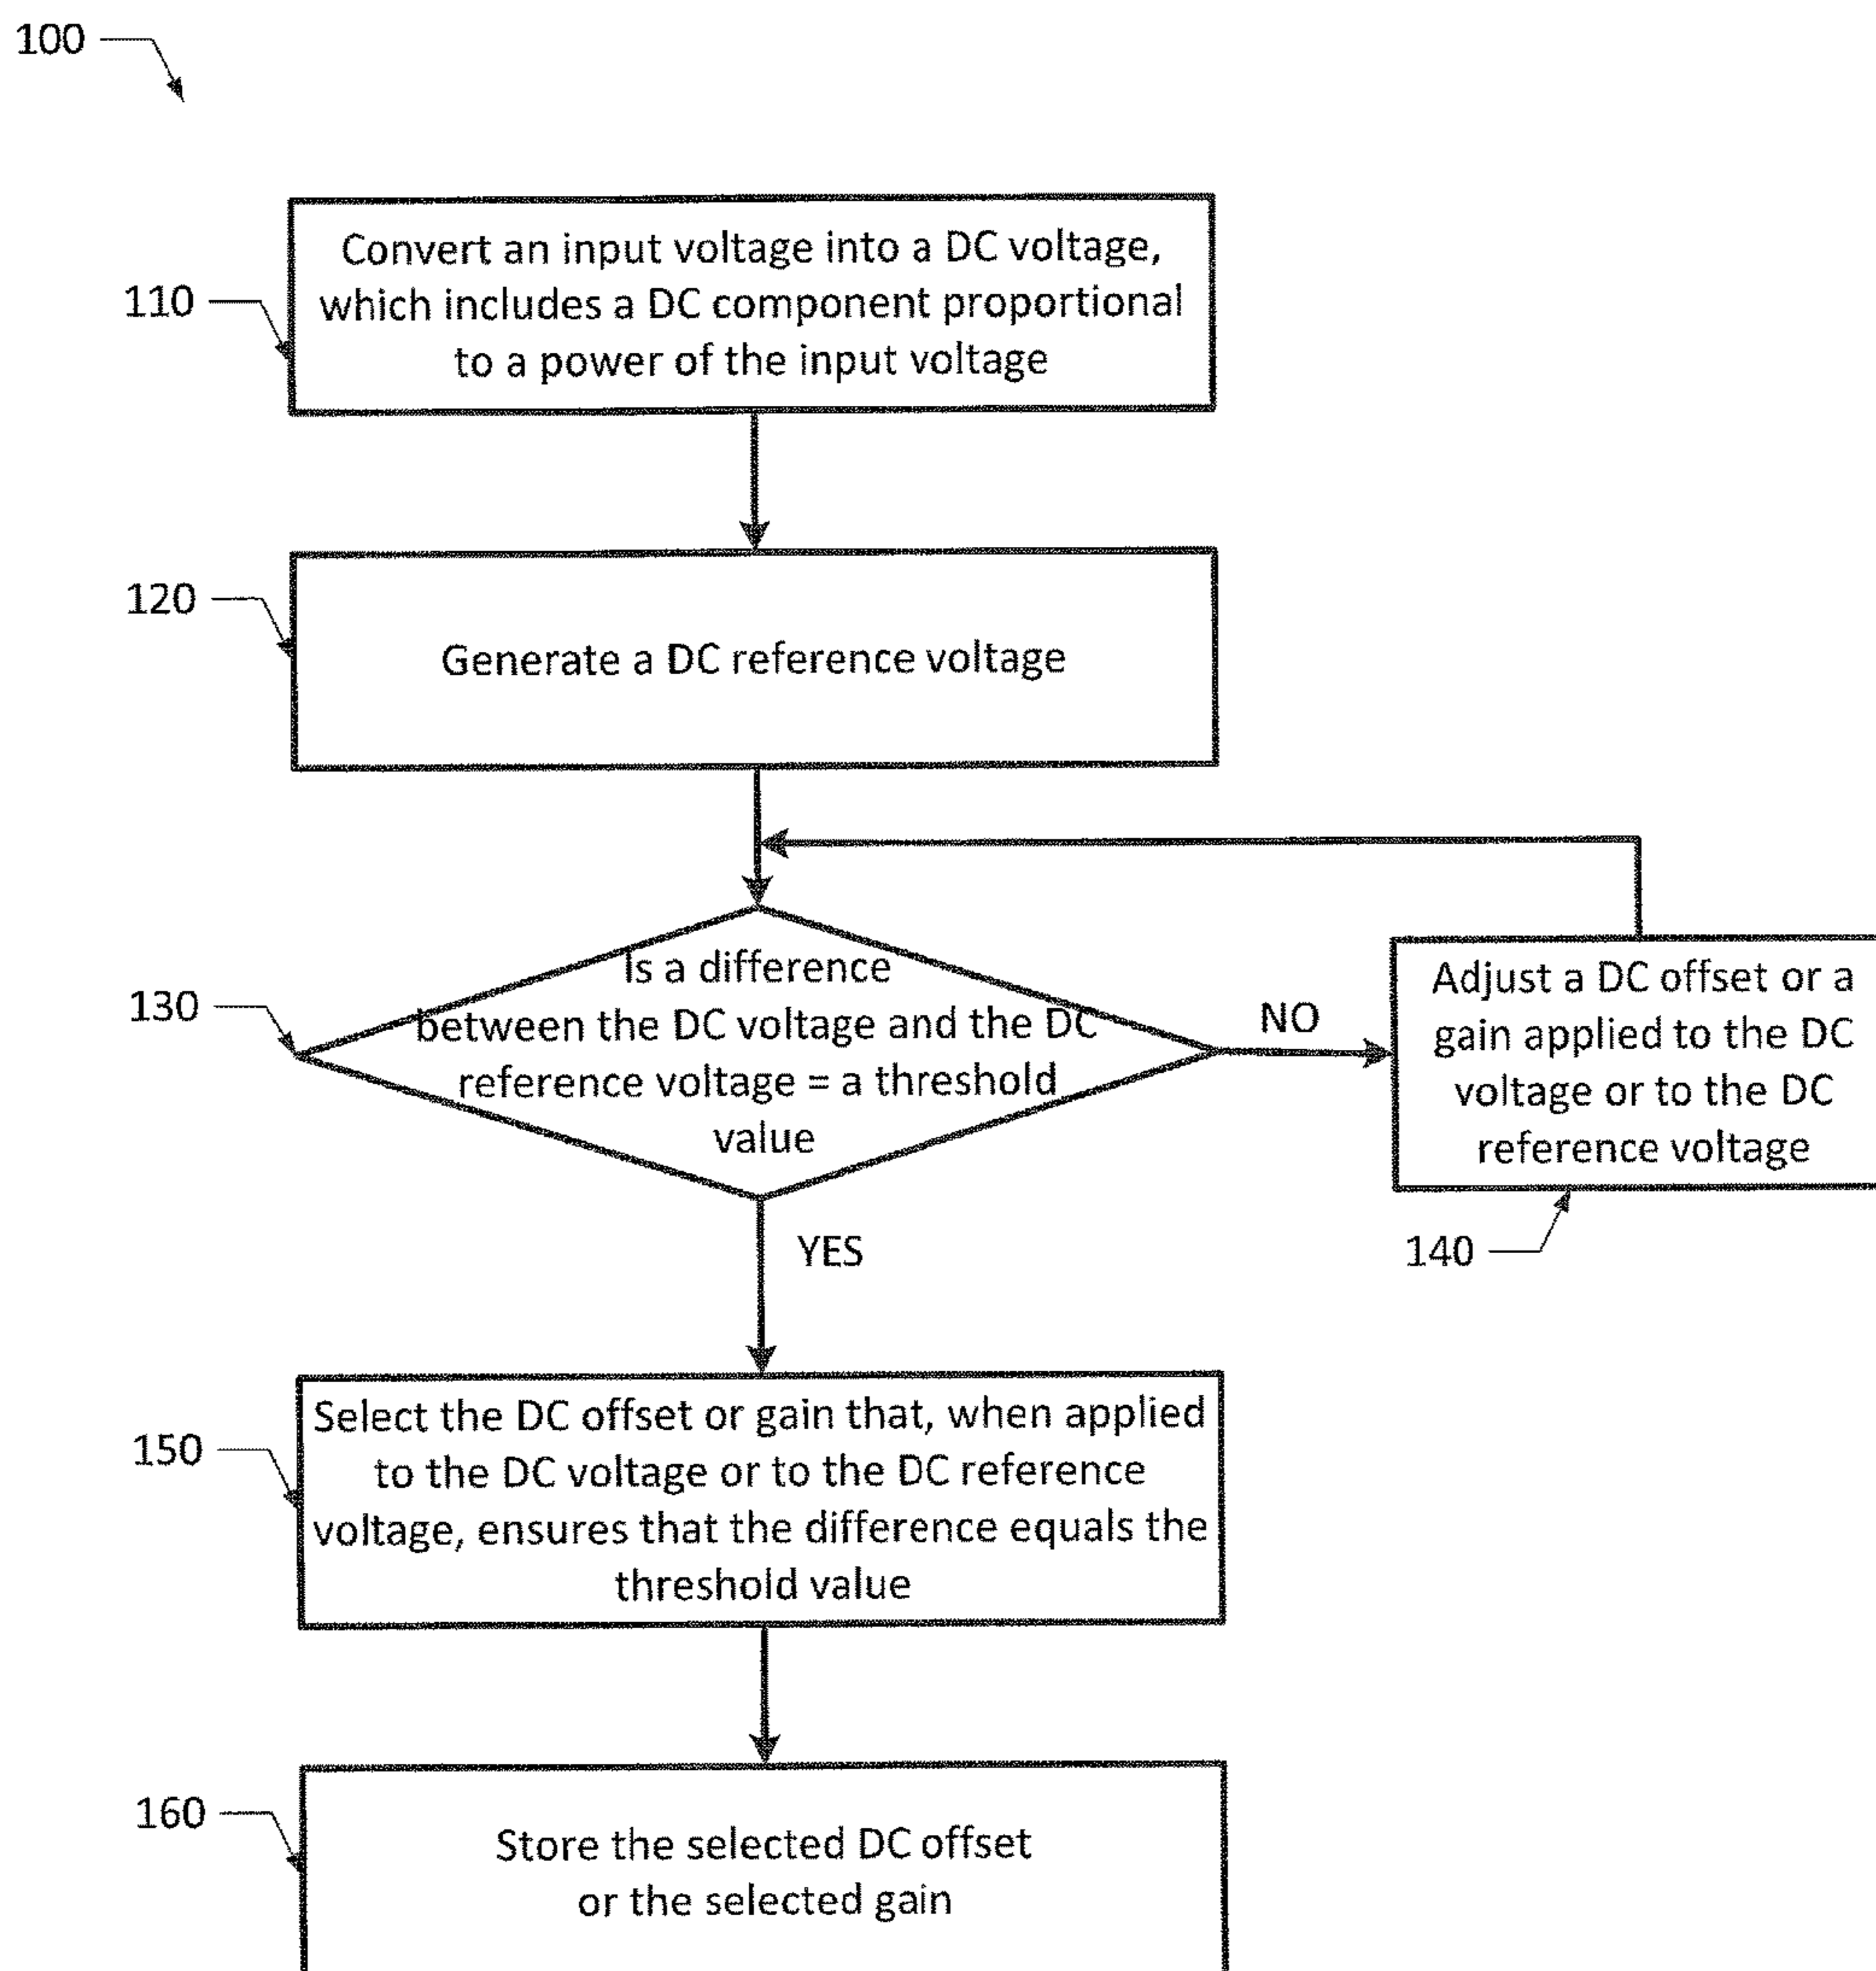 100
110
Convert an input voltage into a DC voltage,
which includes a DC component proportional
to a power of the input voltage
120
Generate a DC reference voltage
130
Is a difference
between the DC voltage and the DC
reference voltage = a threshold
value
NO
Adjust a DC offset or a
gain applied to the DC
voltage or to the DC
reference voltage
140
YES
150
Select the DC offset or gain that, when applied
to the DC voltage or to the DC reference
voltage, ensures that the difference equals the
threshold value
160
Store the selected DC offset
or the selected gain